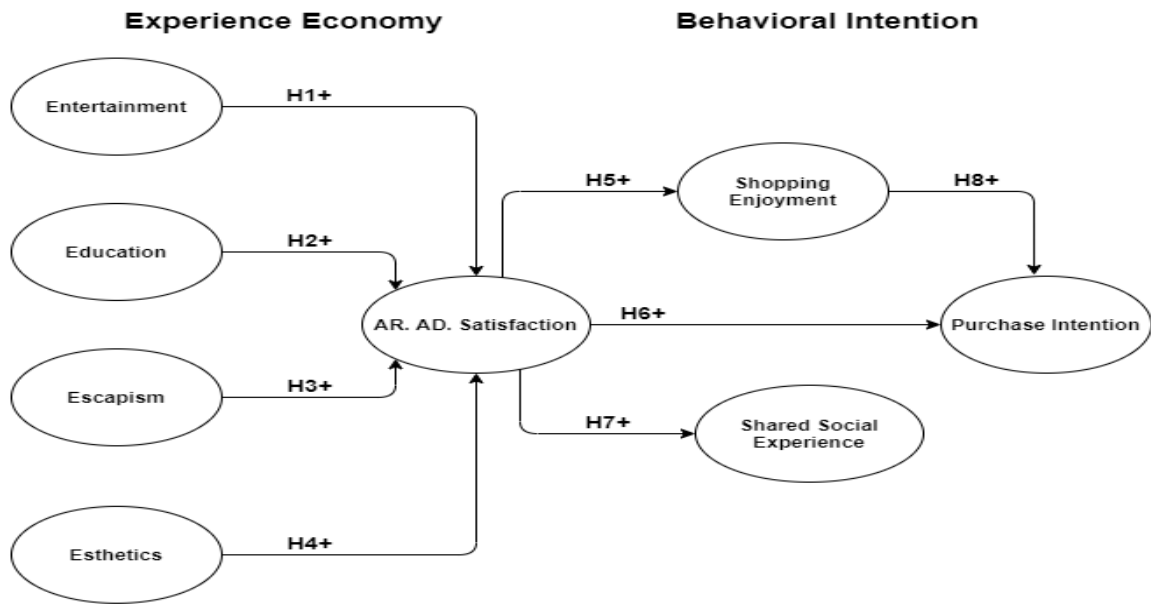 Experience Economy
Behavioral Intention
Entertainment
H1+
Education
H2+
Escapism
H3+
Esthetics
H4+
AR. AD. Satisfaction
H5+
Shopping
Enjoyment
H8+
H6+
Purchase Intention
H7+
Shared Social
Experience